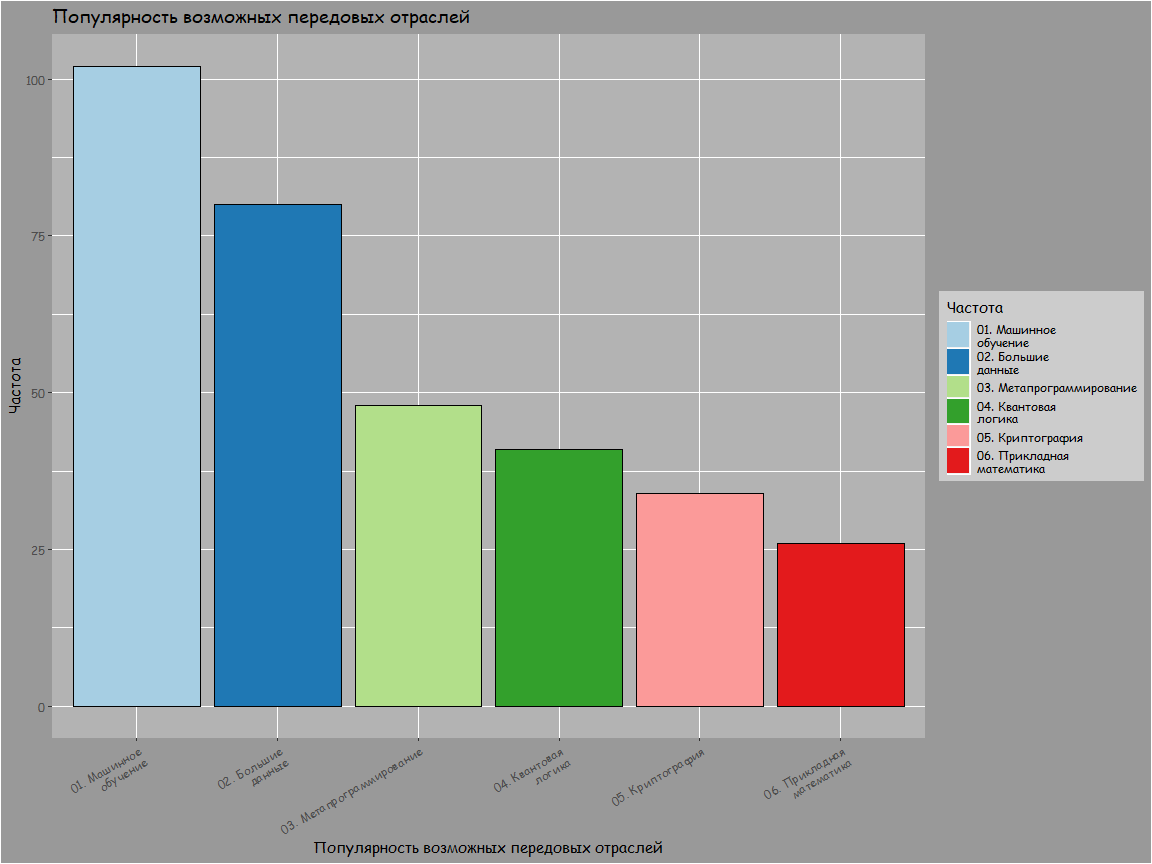 Популярность возможных передовых отраслей
Частота
100
75
50
25
0
01. Машинное
обучение
02. Большие
данные
03. Метапрограммирование
04. Квантовая
логика
05. Криптография
06. Прикладная
математика
Популярность возможных передовых отраслей
Частота
01. Машинное
обучение
02. Большие
данные
03. Метапрограммирование
04. Квантовая
логика
05. Криптография
06. Прикладная
математика